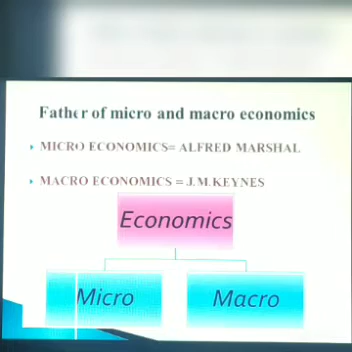 Father of micro and macro economics
MICRO ECONOMICS= ALFRED MARSHAL
MACRO ECONOMICS = J.M.KEYNES
Economics
Micro
Macro